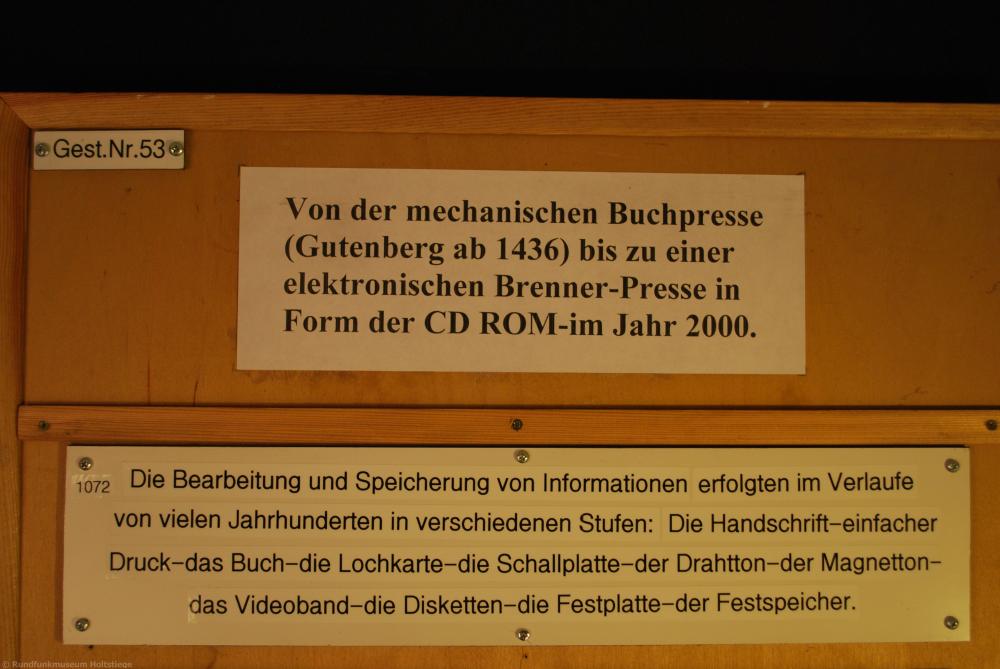 Gest.Nr.53
Von der mechanischen Buchpresse
(Gutenberg ab 1436) bis zu einer
elektronischen Brenner-Presse in
Form der CD ROM-im Jahr 2000.
1072 Die Bearbeitung und Speicherung von Informationen erfolgten im Verlaufe
von vielen Jahrhunderten in verschiedenen Stufen: Die Handschrift-einfacher
Druck-das Buch-die Lochkarte-die Schallplatte-der Drahtton-der Magnetton-
das Videoband-die Disketten-die Festplatte-der Festspeicher.
© Rundfunkmuseum Holtstiege